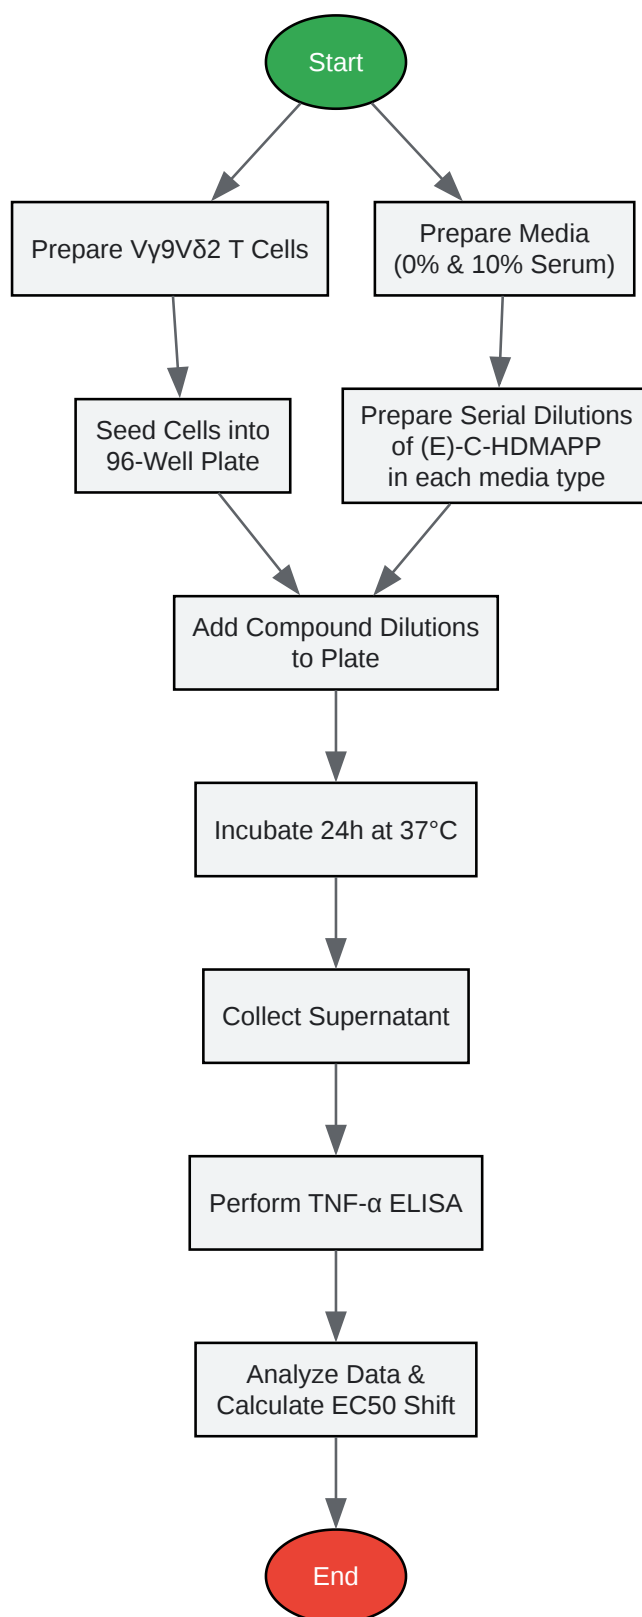 Start
Prepare Vγ9Vδ2 T Cells
Prepare Media
(0% & 10% Serum)
Seed Cells into
96-Well Plate
Prepare Serial Dilutions
of (E)-C-HDMAPP
in each media type
Add Compound Dilutions
to Plate
Incubate 24h at 37°C
Collect Supernatant
Perform TNF-α ELISA
Analyze Data &
Calculate EC50 Shift
End